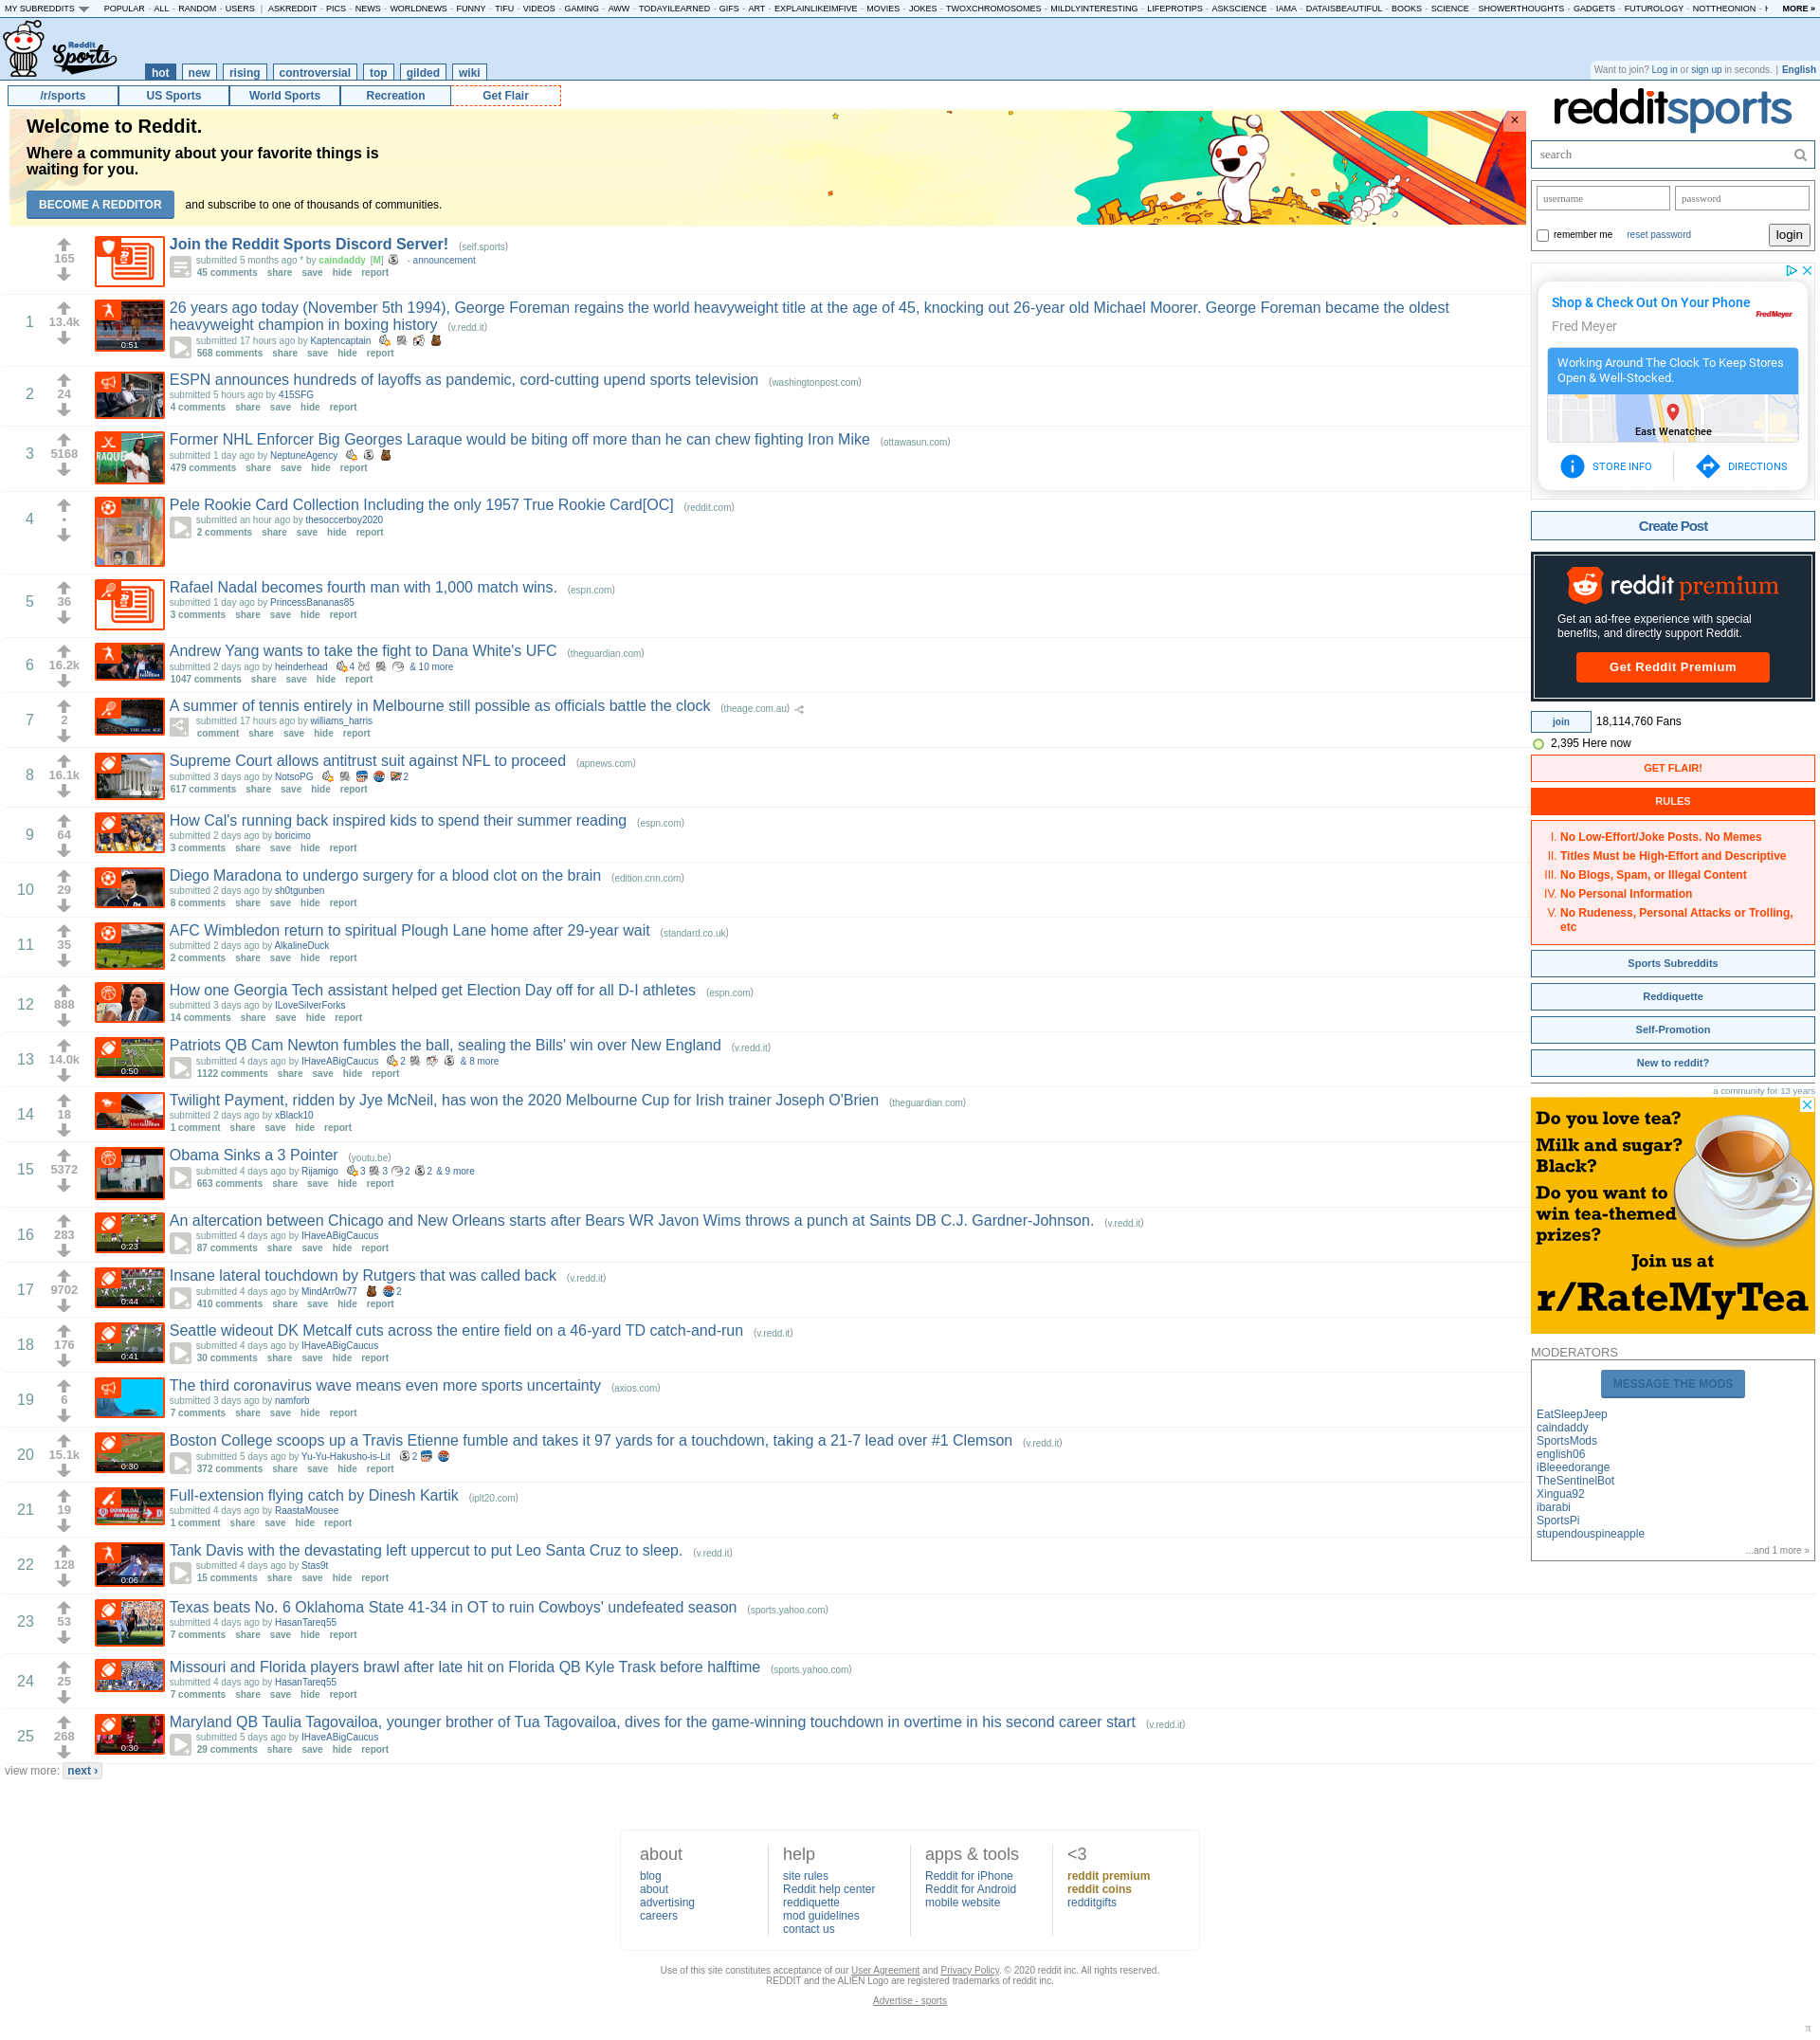 MY SUBREDDITS POPULAR - ALL - RANDOM - USERS | ASKREDDIT - PICS - NEWS - WORLDNEWS - FUNNY - TIFU - VIDEOS - GAMING - AWW - TODAYILEARNED - GIFS - ART - EXPLAINLIKEIMFIVE - MOVIES - JOKES - TWOXCHROMOSOMES - MILDLYINTERESTING - LIFEPROTIPS - ASKSCIENCE - IAMA - DATAISBEAUTIFUL - BOOKS - SCIENCE - SHOWERTHOUGHTS - GADGETS - FUTUROLOGY - NOTTHEONION - MORE »
Reddit Sports
hot new rising controversial top gilded wiki
Want to join? Log in or sign up in seconds. | English
/r/sports US Sports World Sports Recreation Get Flair
Welcome to Reddit.
Where a community about your favorite things is
waiting for you.
BECOME A REDDITOR and subscribe to one of thousands of communities.
×
165
Join the Reddit Sports Discord Server! (self.sports)
submitted 5 months ago * by caindaddy [M] - announcement
45 comments share save hide report
1 13.4k 0:51
26 years ago today (November 5th 1994), George Foreman regains the world heavyweight title at the age of 45, knocking out 26-year old Michael Moorer. George Foreman became the oldest
heavyweight champion in boxing history (v.redd.it)
submitted 17 hours ago by Kaptencaptain
568 comments share save hide report
2 24
ESPN announces hundreds of layoffs as pandemic, cord-cutting upend sports television (washingtonpost.com)
submitted 5 hours ago by 415SFG
4 comments share save hide report
3 5168
Former NHL Enforcer Big Georges Laraque would be biting off more than he can chew fighting Iron Mike (ottawasun.com)
submitted 1 day ago by NeptuneAgency
479 comments share save hide report
4 •
Pele Rookie Card Collection Including the only 1957 True Rookie Card[OC] (reddit.com)
submitted an hour ago by thesoccerboy2020
2 comments share save hide report
5 36
Rafael Nadal becomes fourth man with 1,000 match wins. (espn.com)
submitted 1 day ago by PrincessBananas85
3 comments share save hide report
6 16.2k
Andrew Yang wants to take the fight to Dana White's UFC (theguardian.com)
submitted 2 days ago by heinderhead 4 & 10 more
1047 comments share save hide report
7 2
A summer of tennis entirely in Melbourne still possible as officials battle the clock (theage.com.au)
submitted 17 hours ago by williams_harris
comment share save hide report
8 16.1k
Supreme Court allows antitrust suit against NFL to proceed (apnews.com)
submitted 3 days ago by NotsoPG 2
617 comments share save hide report
9 64
How Cal's running back inspired kids to spend their summer reading (espn.com)
submitted 2 days ago by boricimo
3 comments share save hide report
10 29
Diego Maradona to undergo surgery for a blood clot on the brain (edition.cnn.com)
submitted 2 days ago by sh0tgunben
8 comments share save hide report
11 35
AFC Wimbledon return to spiritual Plough Lane home after 29-year wait (standard.co.uk)
submitted 2 days ago by AlkalineDuck
2 comments share save hide report
12 888
How one Georgia Tech assistant helped get Election Day off for all D-I athletes (espn.com)
submitted 3 days ago by ILoveSilverForks
14 comments share save hide report
13 14.0k 0:50
Patriots QB Cam Newton fumbles the ball, sealing the Bills' win over New England (v.redd.it)
submitted 4 days ago by IHaveABigCaucus 2 & 8 more
1122 comments share save hide report
14 18
Twilight Payment, ridden by Jye McNeil, has won the 2020 Melbourne Cup for Irish trainer Joseph O'Brien (theguardian.com)
submitted 2 days ago by xBlack10
1 comment share save hide report
15 5372
Obama Sinks a 3 Pointer (youtu.be)
submitted 4 days ago by Rijamigo 3 3 2 2 & 9 more
663 comments share save hide report
16 283 0:23
An altercation between Chicago and New Orleans starts after Bears WR Javon Wims throws a punch at Saints DB C.J. Gardner-Johnson. (v.redd.it)
submitted 4 days ago by IHaveABigCaucus
87 comments share save hide report
17 9702 0:44
Insane lateral touchdown by Rutgers that was called back (v.redd.it)
submitted 4 days ago by MindArr0w77 2
410 comments share save hide report
18 176 0:41
Seattle wideout DK Metcalf cuts across the entire field on a 46-yard TD catch-and-run (v.redd.it)
submitted 4 days ago by IHaveABigCaucus
30 comments share save hide report
19 6
The third coronavirus wave means even more sports uncertainty (axios.com)
submitted 3 days ago by namforb
7 comments share save hide report
20 15.1k 0:30
Boston College scoops up a Travis Etienne fumble and takes it 97 yards for a touchdown, taking a 21-7 lead over #1 Clemson (v.redd.it)
submitted 5 days ago by Yu-Yu-Hakusho-is-Lit 2
372 comments share save hide report
21 19
Full-extension flying catch by Dinesh Kartik (iplt20.com)
submitted 4 days ago by RaastaMousee
1 comment share save hide report
22 128 0:06
Tank Davis with the devastating left uppercut to put Leo Santa Cruz to sleep. (v.redd.it)
submitted 4 days ago by Stas9t
15 comments share save hide report
23 53
Texas beats No. 6 Oklahoma State 41-34 in OT to ruin Cowboys' undefeated season (sports.yahoo.com)
submitted 4 days ago by HasanTareq55
7 comments share save hide report
24 25
Missouri and Florida players brawl after late hit on Florida QB Kyle Trask before halftime (sports.yahoo.com)
submitted 4 days ago by HasanTareq55
7 comments share save hide report
25 268 0:30
Maryland QB Taulia Tagovailoa, younger brother of Tua Tagovailoa, dives for the game-winning touchdown in overtime in his second career start (v.redd.it)
submitted 5 days ago by IHaveABigCaucus
29 comments share save hide report
view more: next ›
redditsports
search
username password
remember me reset password login
Shop & Check Out On Your Phone
Fred Meyer
Fred Meyer
Working Around The Clock To Keep Stores
Open & Well-Stocked.
East Wenatchee
STORE INFO DIRECTIONS
Create Post
reddit premium
Get an ad-free experience with special
benefits, and directly support Reddit.
Get Reddit Premium
join 18,114,760 Fans
2,395 Here now
GET FLAIR!
RULES
I. No Low-Effort/Joke Posts. No Memes
II. Titles Must be High-Effort and Descriptive
III. No Blogs, Spam, or Illegal Content
IV. No Personal Information
V. No Rudeness, Personal Attacks or Trolling,
etc
Sports Subreddits
Reddiquette
Self-Promotion
New to reddit?
a community for 13 years
Do you love tea?
Milk and sugar?
Black?
Do you want to
win tea-themed
prizes?
Join us at
r/RateMyTea
MODERATORS
MESSAGE THE MODS
EatSleepJeep
caindaddy
SportsMods
english06
iBleeedorange
TheSentinelBot
Xingua92
ibarabi
SportsPi
stupendouspineapple
...and 1 more »
about
blog
about
advertising
careers
help
site rules
Reddit help center
reddiquette
mod guidelines
contact us
apps & tools
Reddit for iPhone
Reddit for Android
mobile website
<3
reddit premium
reddit coins
redditgifts
Use of this site constitutes acceptance of our User Agreement and Privacy Policy. © 2020 reddit inc. All rights reserved.
REDDIT and the ALIEN Logo are registered trademarks of reddit inc.
Advertise - sports
π